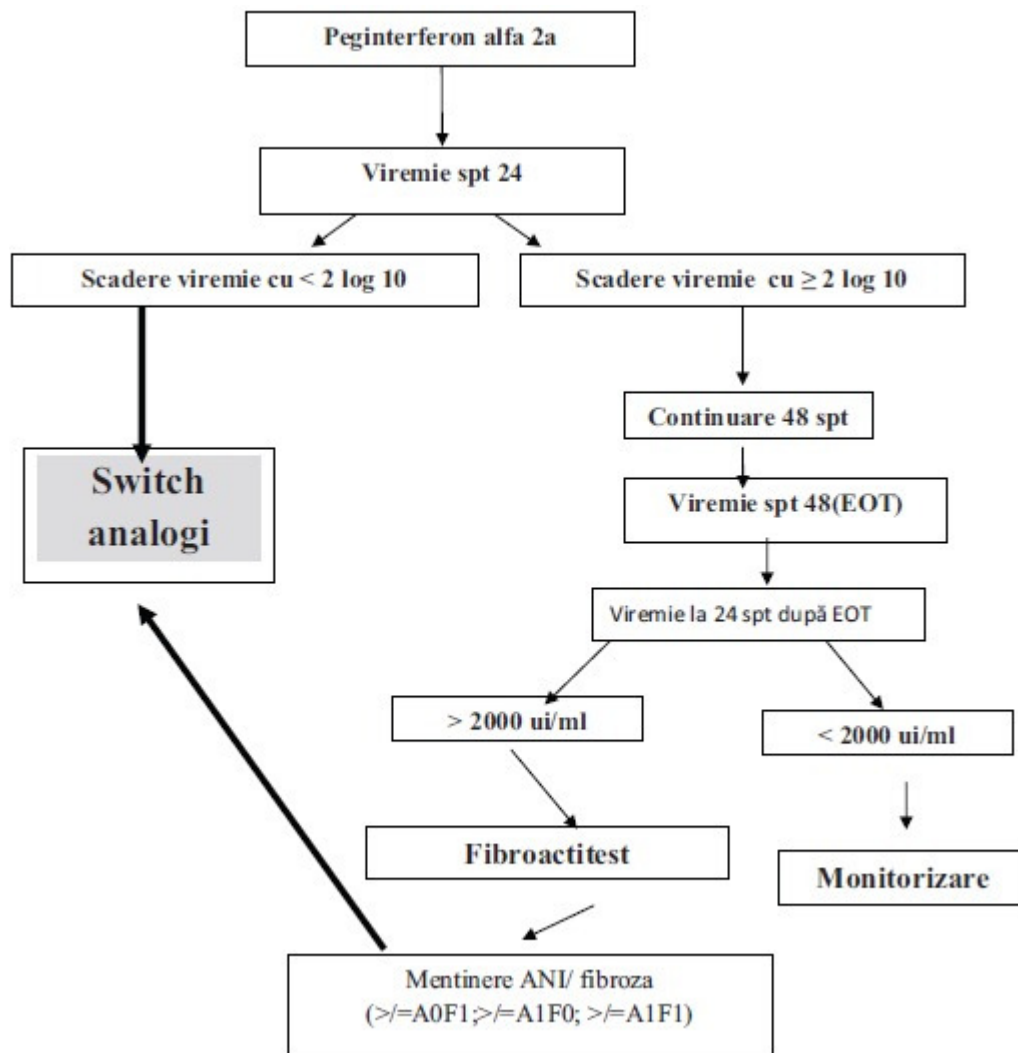 Peginterferon alfa 2a
Viremie spt 24
Scadere viremie cu < 2 log 10
Scadere viremie cu ≥ 2 log 10
Continuare 48 spt
Switch
analogi
Viremie spt 48(EOT)
Viremie la 24 spt după EOT
> 2000 ui/ml
< 2000 ui/ml
Fibroactitest
Monitorizare
Mentinere ANI/ fibroza
(>/=A0F1;>/=A1F0; >/=A1F1)